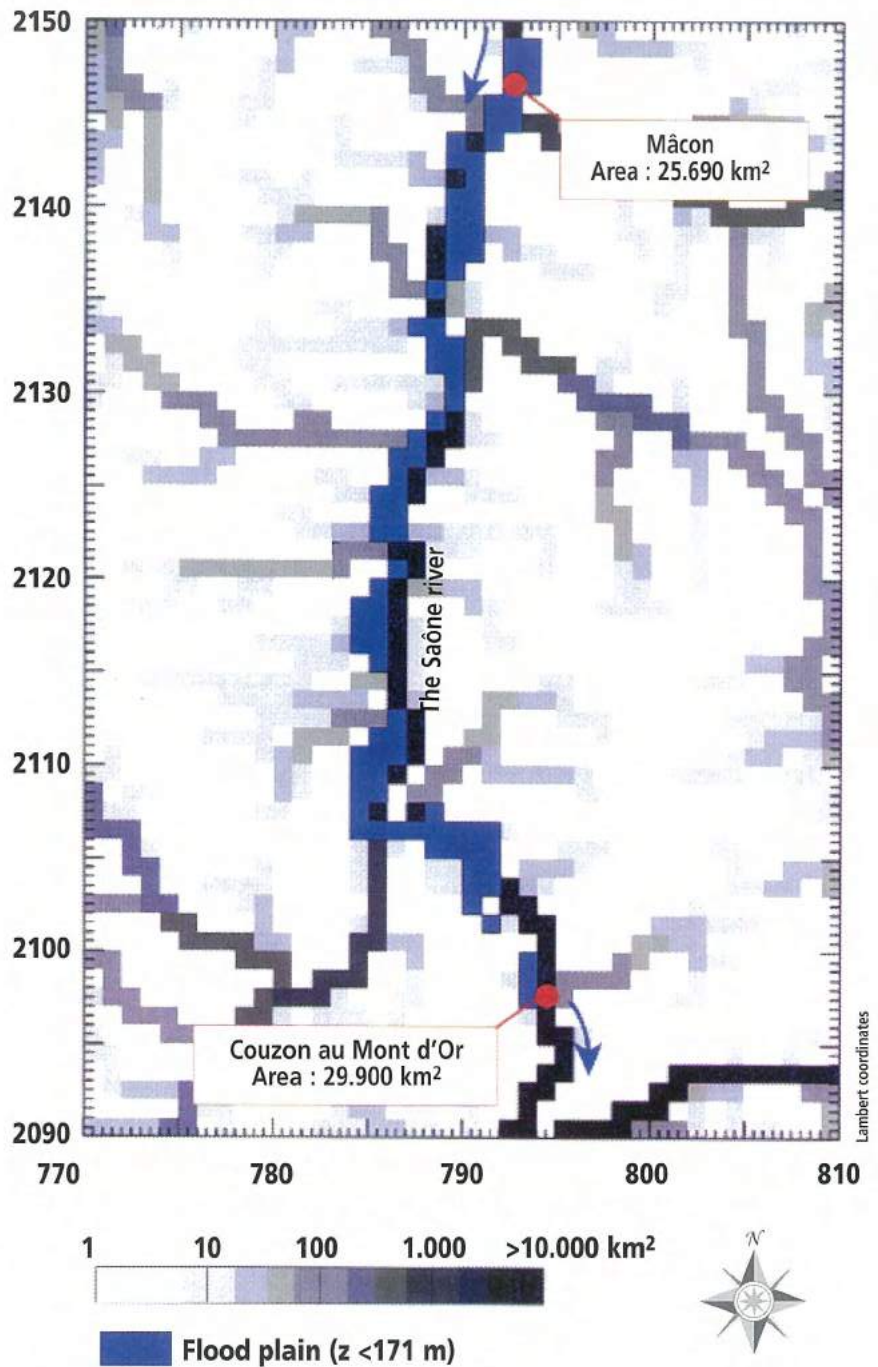 2150
Mâcon
Area : 25.690 km²
2140
2130
The Saône river
2120
2110
2100
Couzon au Mont d'Or
Area : 29.900 km²
Lambert coordinates
2090
770 780 790 800 810
1 10 100 1.000 >10.000 km²
N
Flood plain (z <171 m)